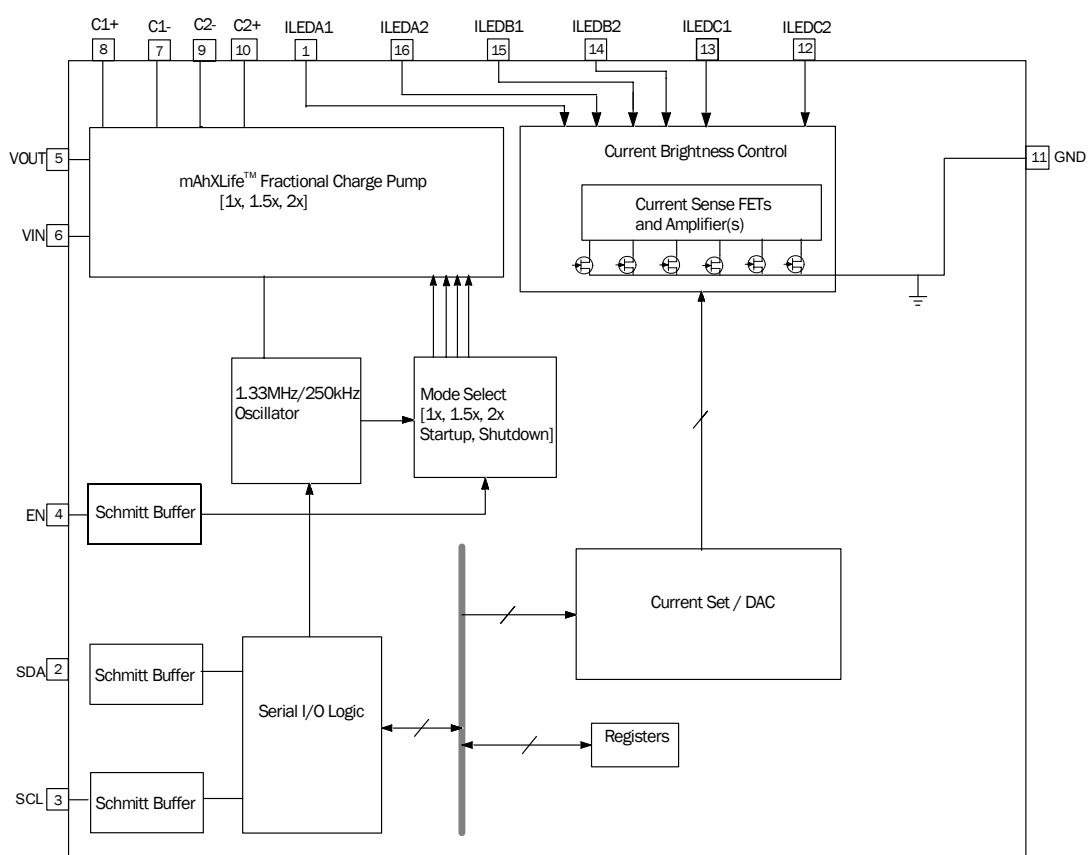 C1+ C1- C2- C2+ ILEDA1 ILEDA2 ILEDB1 ILEDB2 ILEDC1 ILEDC2
8 7 9 10 1 16 15 14 13 12
VOUT 5
VIN 6
mAhXLife™ Fractional Charge Pump
[1x, 1.5x, 2x]
Current Brightness Control
Current Sense FETs
and Amplifier(s)
11 GND
1.33MHz/250kHz
Oscillator
Mode Select
[1x, 1.5x, 2x
Startup, Shutdown]
EN 4
Schmitt Buffer
Current Set / DAC
SDA 2
Schmitt Buffer
Serial I/O Logic
Registers
SCL 3
Schmitt Buffer